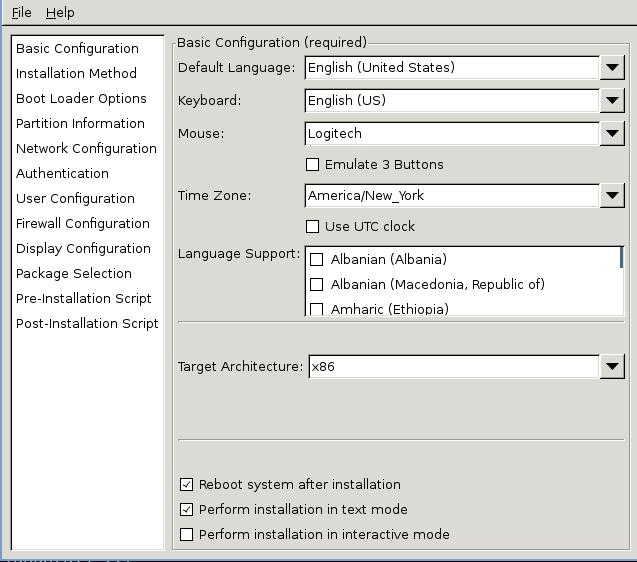 File Help
Basic Configuration
Installation Method
Boot Loader Options
Partition Information
Network Configuration
Authentication
User Configuration
Firewall Configuration
Display Configuration
Package Selection
Pre-Installation Script
Post-Installation Script
Basic Configuration (required)
Default Language: English (United States)
Keyboard: English (US)
Mouse: Logitech
Emulate 3 Buttons
Time Zone: America/New_York
Use UTC clock
Language Support: Albanian (Albania)
Albanian (Macedonia, Republic of)
Amharic (Ethiopia)
Target Architecture: x86
Reboot system after installation
Perform installation in text mode
Perform installation in interactive mode